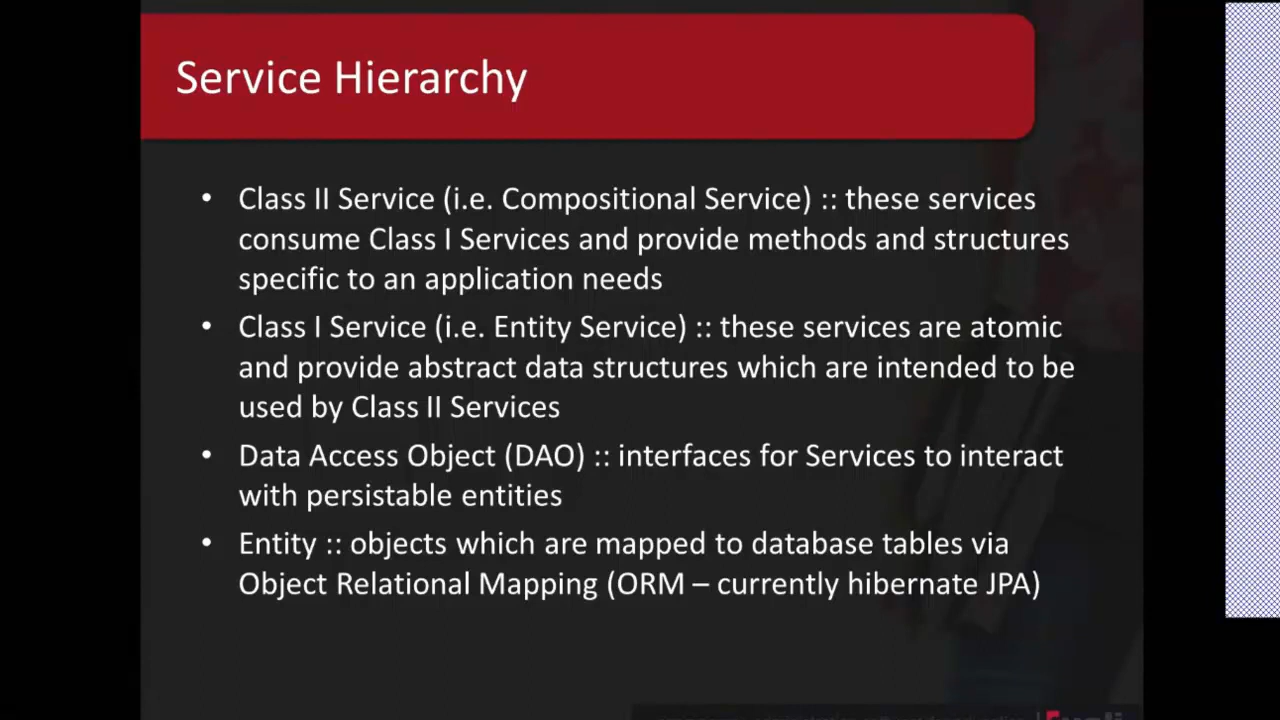 Service Hierarchy
• Class II Service (i.e. Compositional Service) :: these services
consume Class I Services and provide methods and structures
specific to an application needs
• Class I Service (i.e. Entity Service) :: these services are atomic
and provide abstract data structures which are intended to be
used by Class II Services
• Data Access Object (DAO) :: interfaces for Services to interact
with persistable entities
• Entity :: objects which are mapped to database tables via
Object Relational Mapping (ORM – currently hibernate JPA)